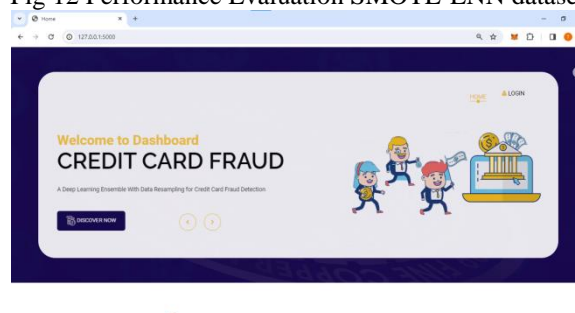 Fig 12 Performance Evaluation SMOTE-ENN dataset
Home
127.0.0.1:5000
HOME
LOGIN
Welcome to Dashboard
CREDIT CARD FRAUD
A Deep Learning Ensemble With Data Resampling for Credit Card Fraud Detection
DISCOVER NOW